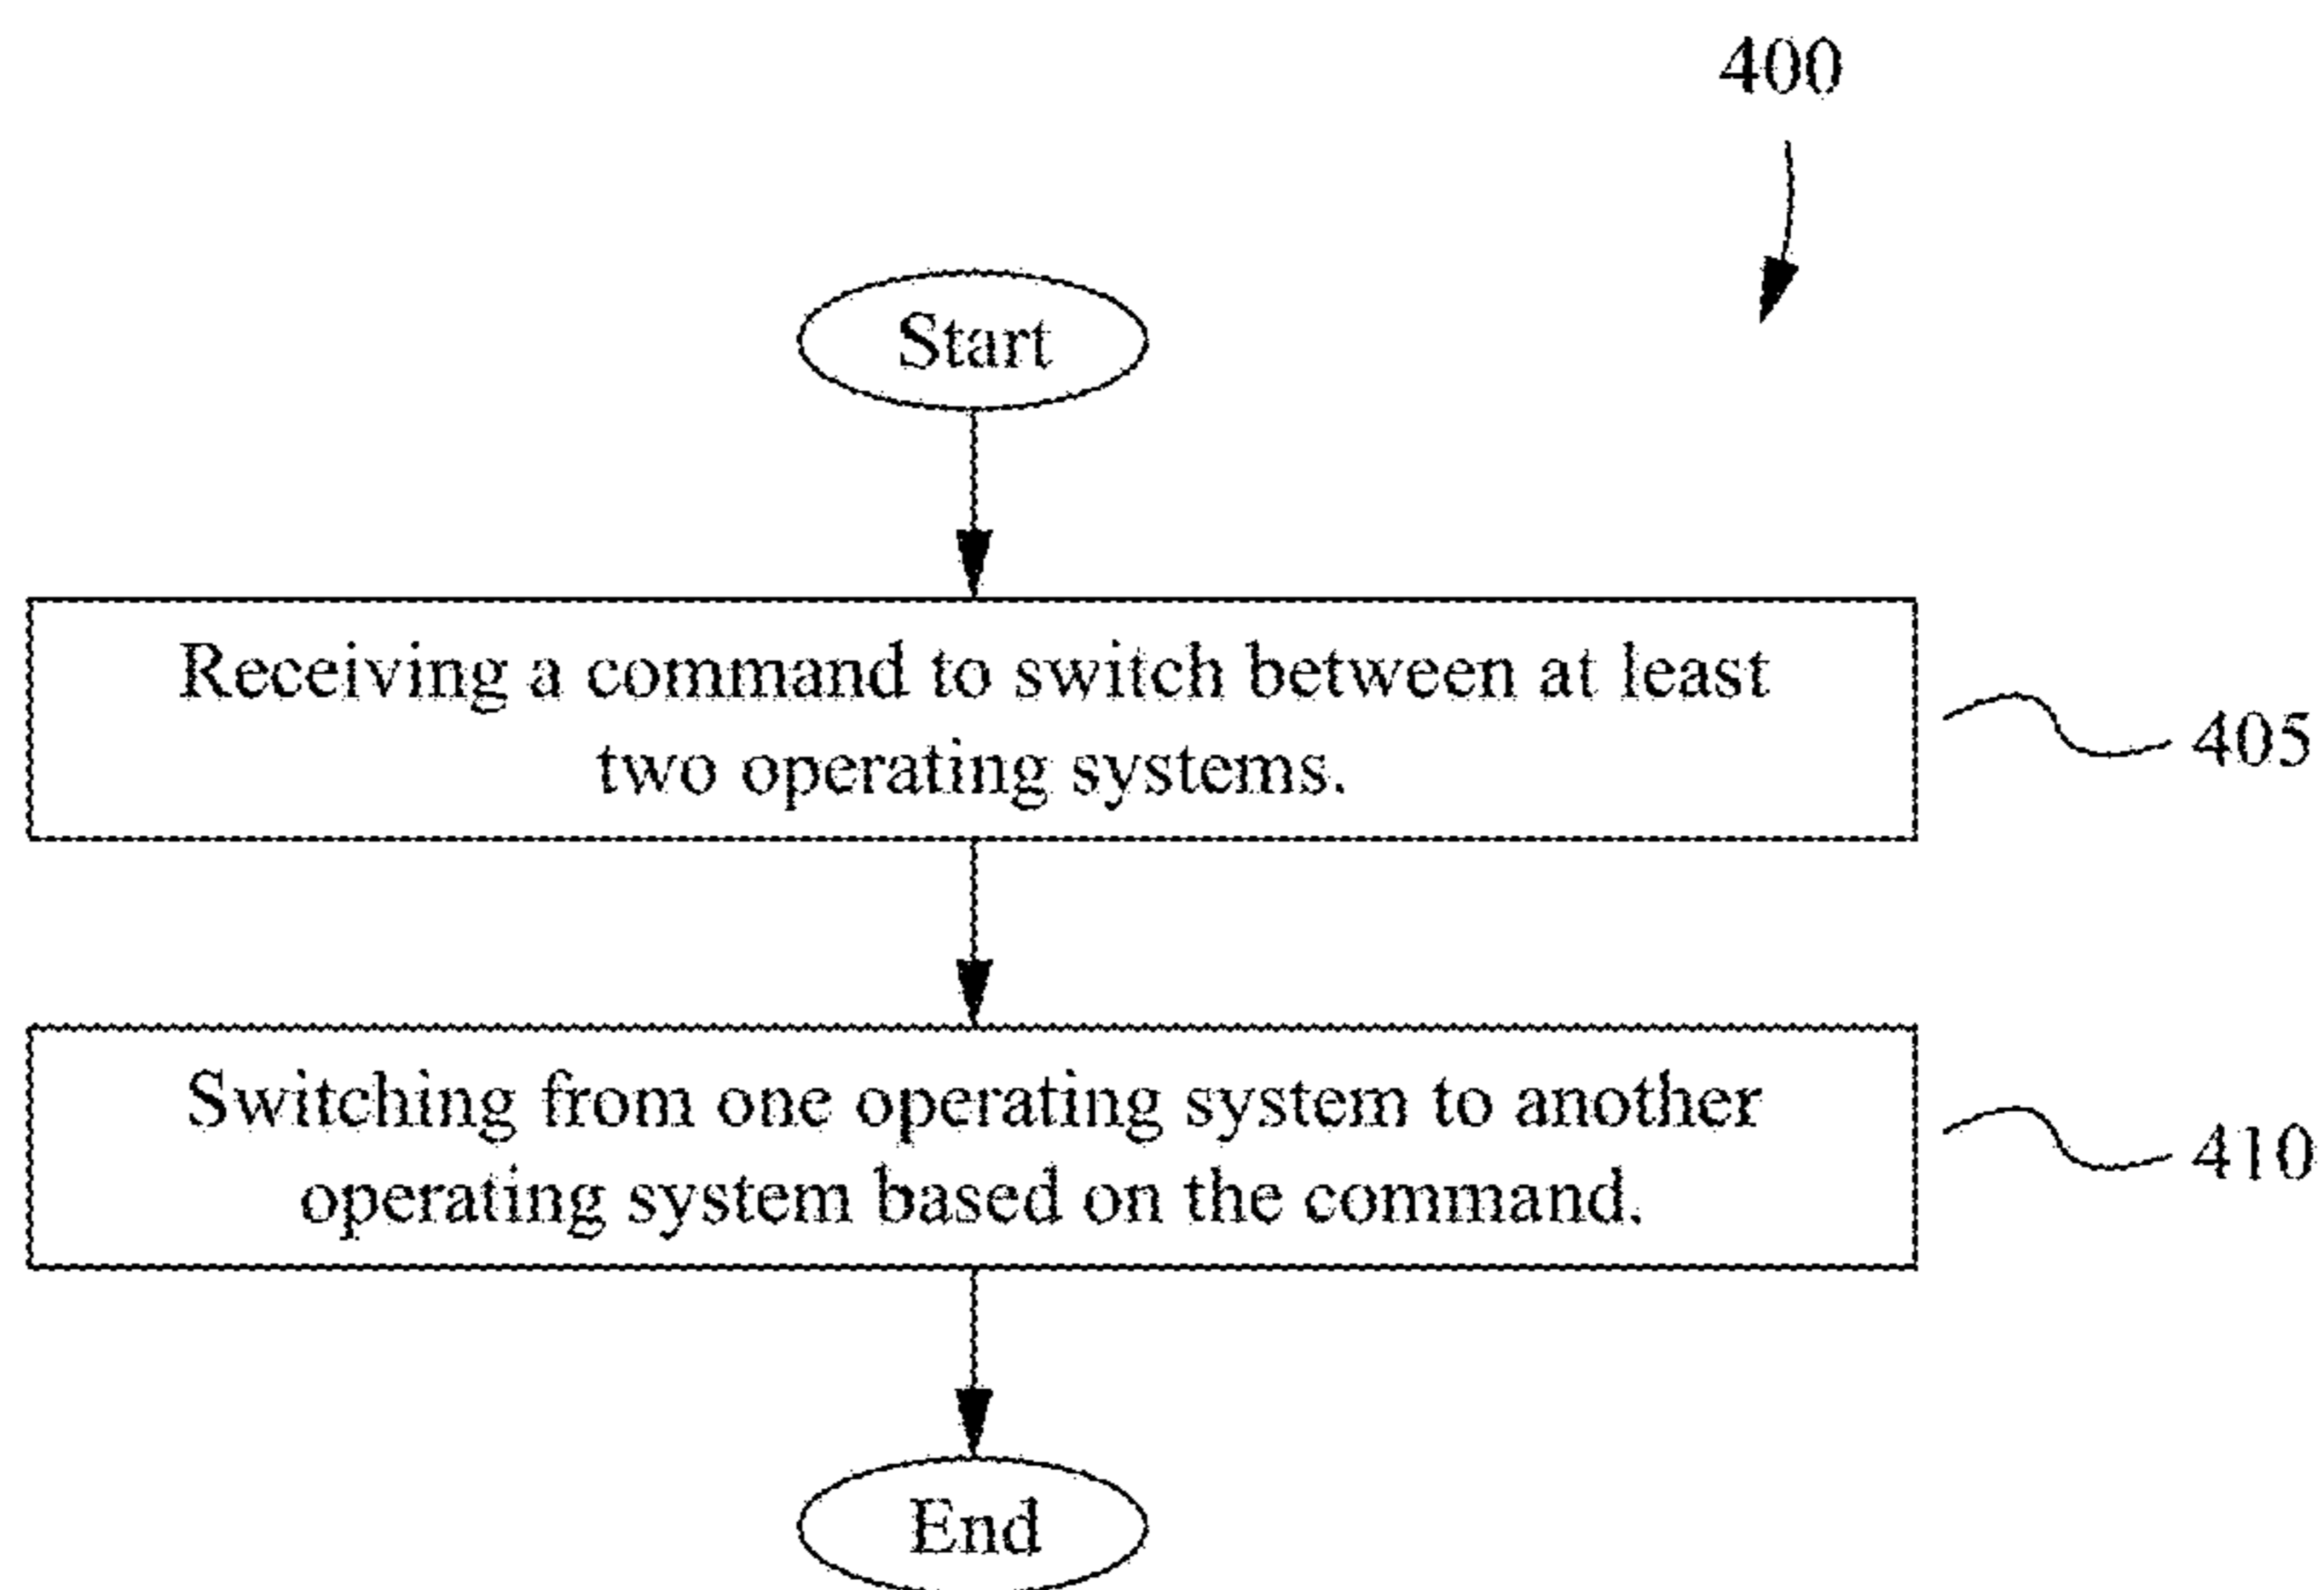 400
Start
Receiving a command to switch between at least
two operating systems.
405
Switching from one operating system to another
operating system based on the command.
410
End